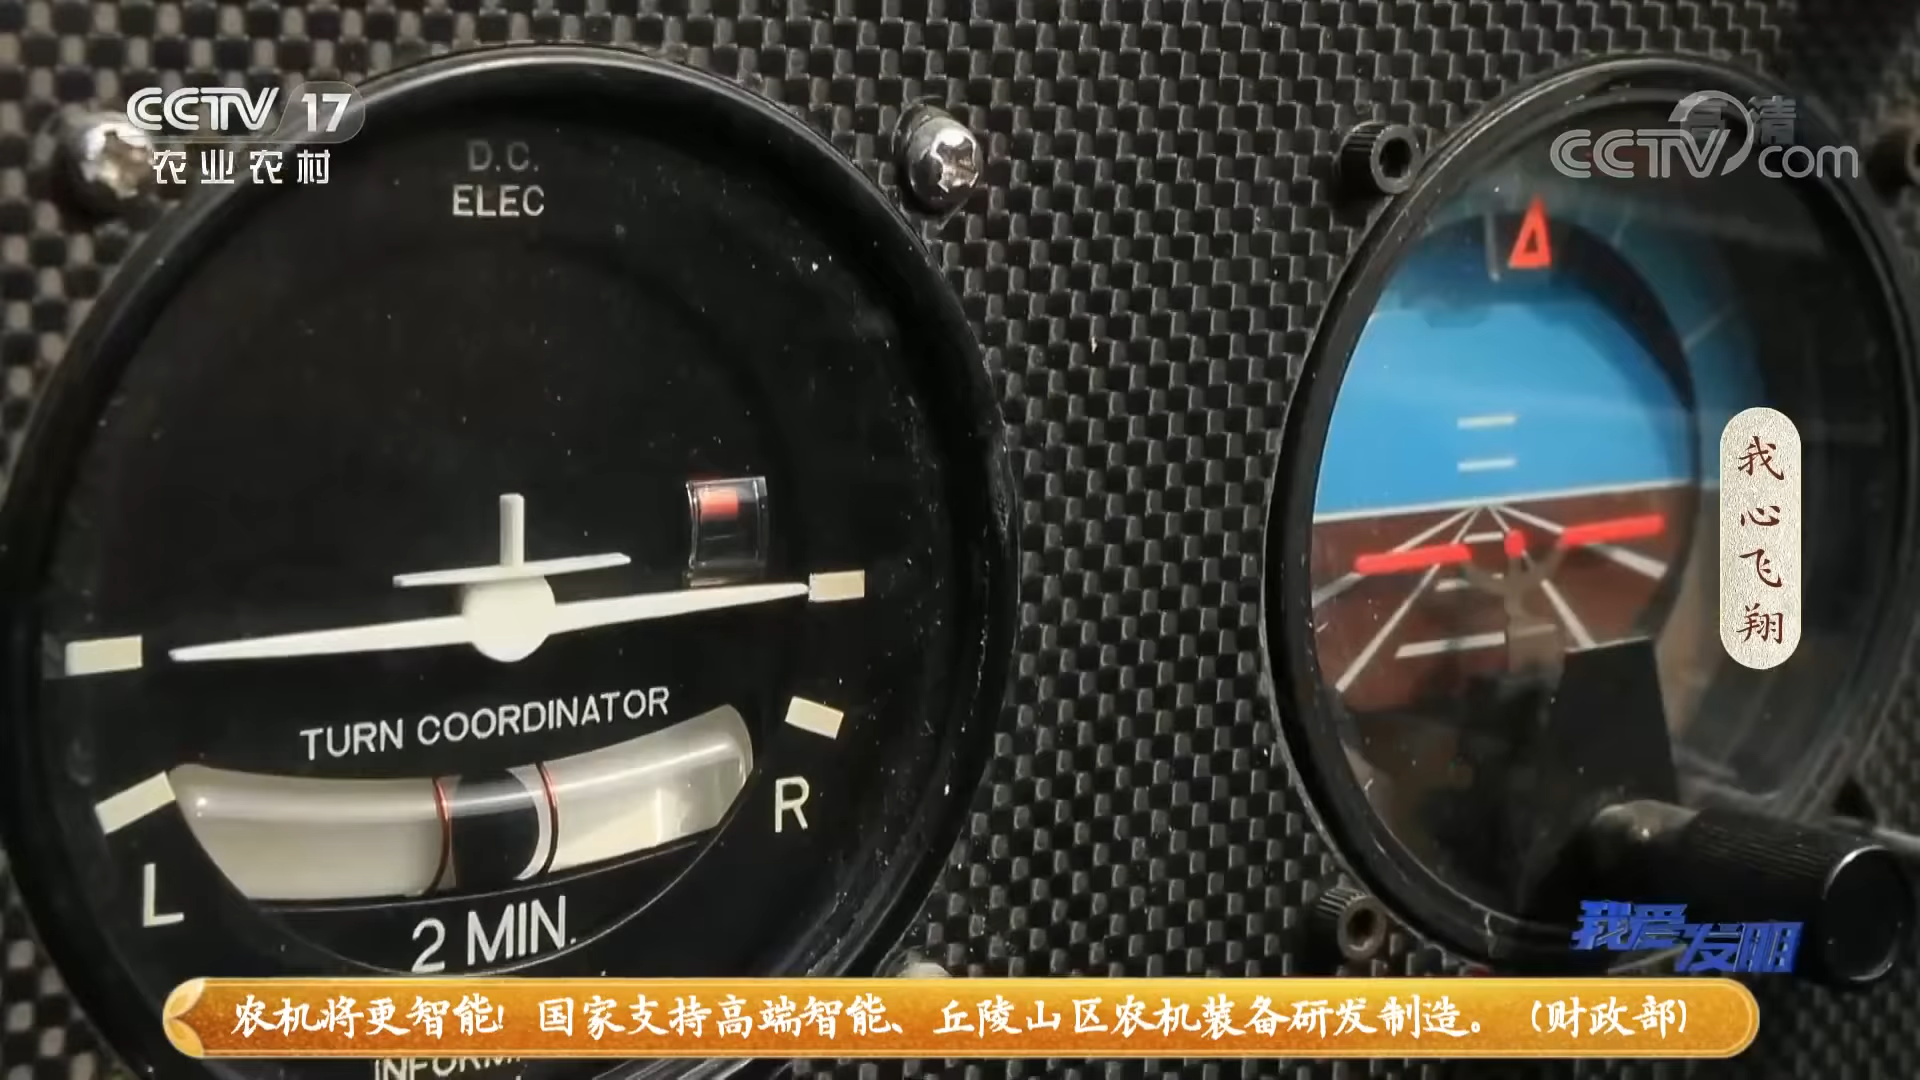 CCTV 17
农业农村
高清
CCTV.com
D.C.
ELEC
我心飞翔
TURN COORDINATOR
L
R
2 MIN.
我爱发明
农机将更智能! 国家支持高端智能、丘陵山区农机装备研发制造。 (财政部)